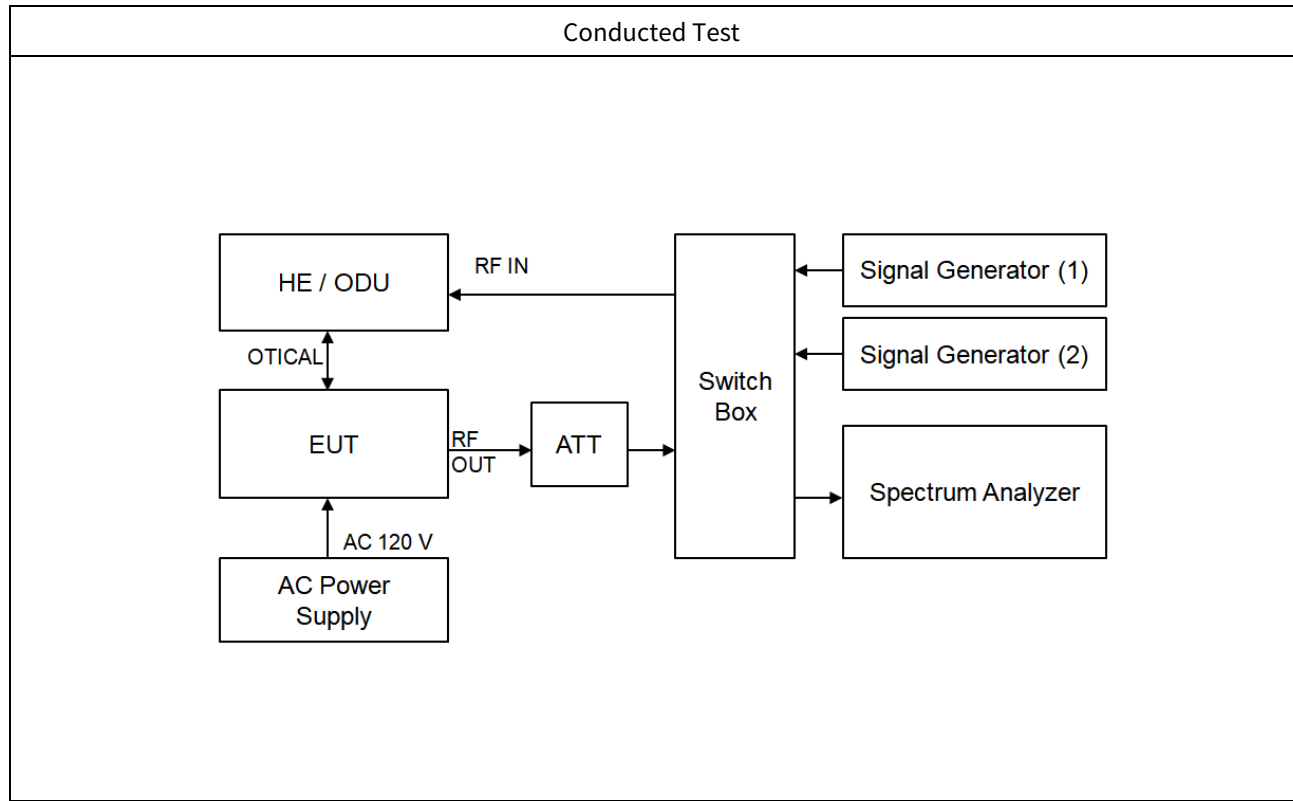 Conducted Test
HE / ODU
RF IN
Signal Generator (1)
OTICAL
Signal Generator (2)
Switch
Box
EUT
RF
OUT
ATT
Spectrum Analyzer
AC 120 V
AC Power
Supply